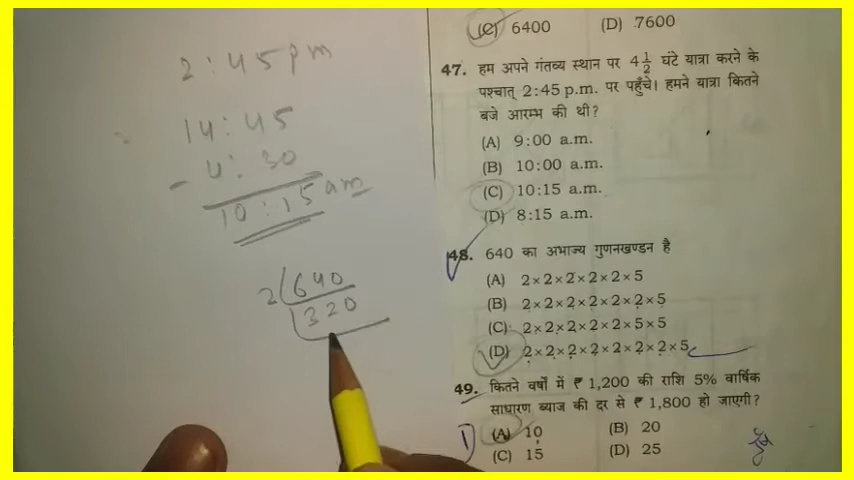 2:45pm
14:45
- 4:30
10:15 am
2 640
320
(C) 6400 (D) 7600
47. हम अपने गंतव्य स्थान पर 4 1/2 घंटे यात्रा करने के
पश्चात् 2:45 p.m. पर पहुँचे। हमने यात्रा कितने
बजे आरम्भ की थी?
(A) 9:00 a.m.
(B) 10:00 a.m.
(C) 10:15 a.m.
(D) 8:15 a.m.
48. 640 का अभाज्य गुणनखण्डन है
(A) 2×2×2×2×2×5
(B) 2×2×2×2×2×2×5
(C) 2×2×2×2×2×5×5
(D) 2×2×2×2×2×2×2×5
49. कितने वर्षों में ₹ 1,200 की राशि 5% वार्षिक
साधारण ब्याज की दर से ₹ 1,800 हो जाएगी?
(A) 10 (B) 20
(C) 15 (D) 25